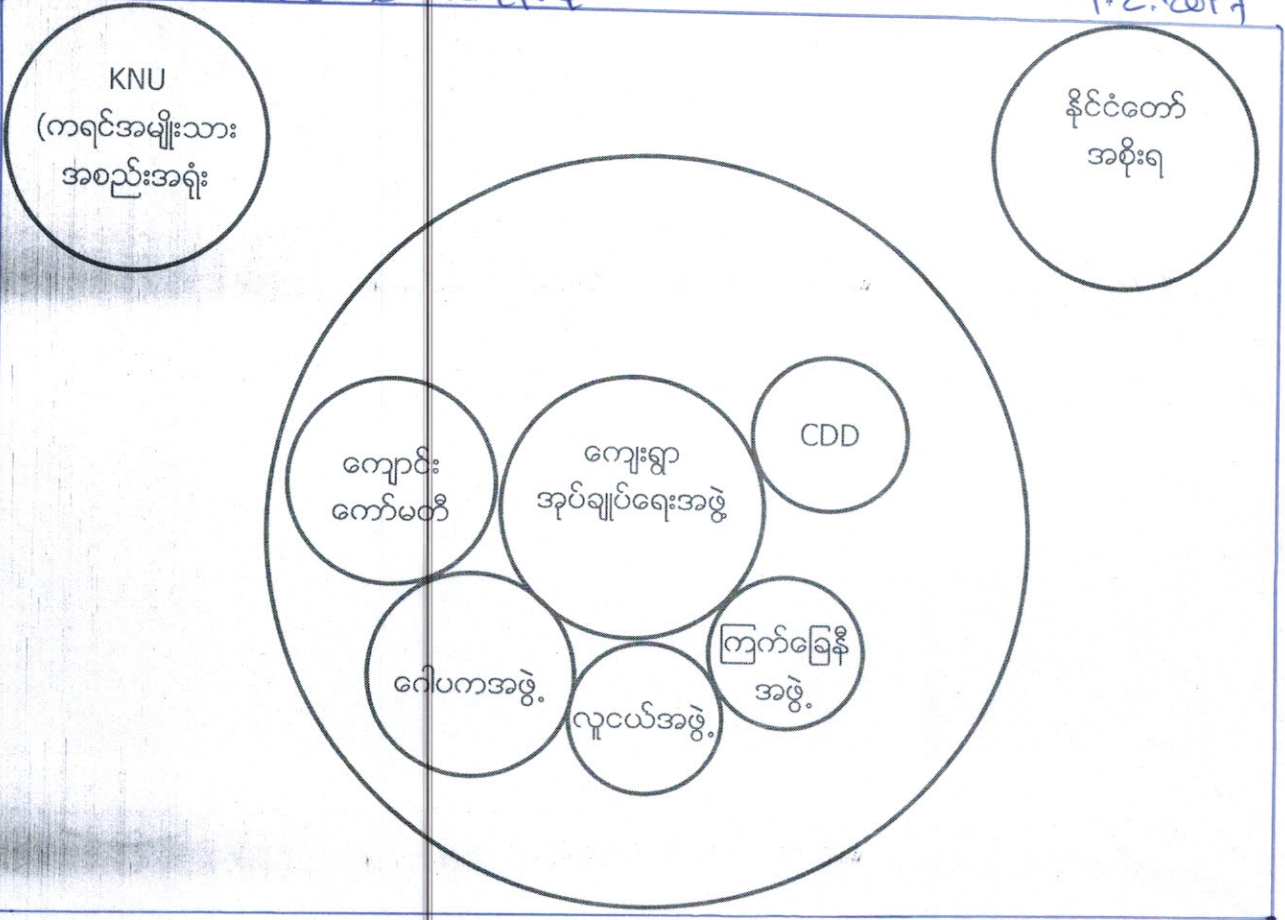 KNU
(ကရင်အမျိုးသား
အစည်းအရုံး
နိုင်ငံတော်
အစိုးရ
ကျောင်း
ကော်မတီ
ကျေးရွာ
အုပ်ချုပ်ရေးအဖွဲ့
CDD
ဂေါပကအဖွဲ့
လူငယ်အဖွဲ့
ကြက်ခြေနီ
အဖွဲ့